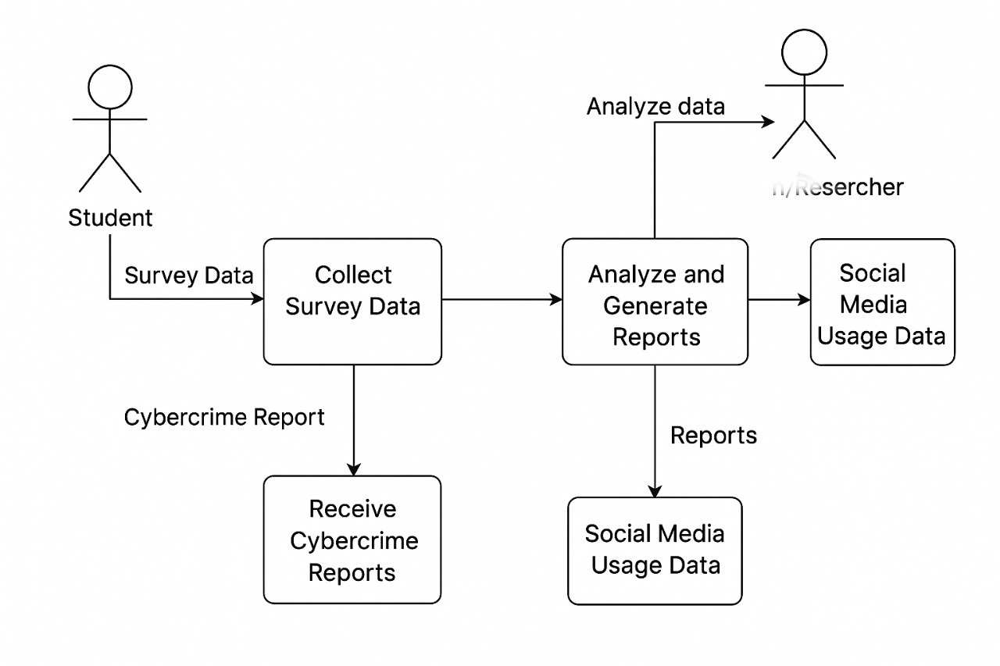 Analyze data
/Resercher
Student
Survey Data
Collect
Survey Data
Analyze and
Generate
Reports
Social
Media
Usage Data
Cybercrime Report
Reports
Receive
Cybercrime
Reports
Social Media
Usage Data